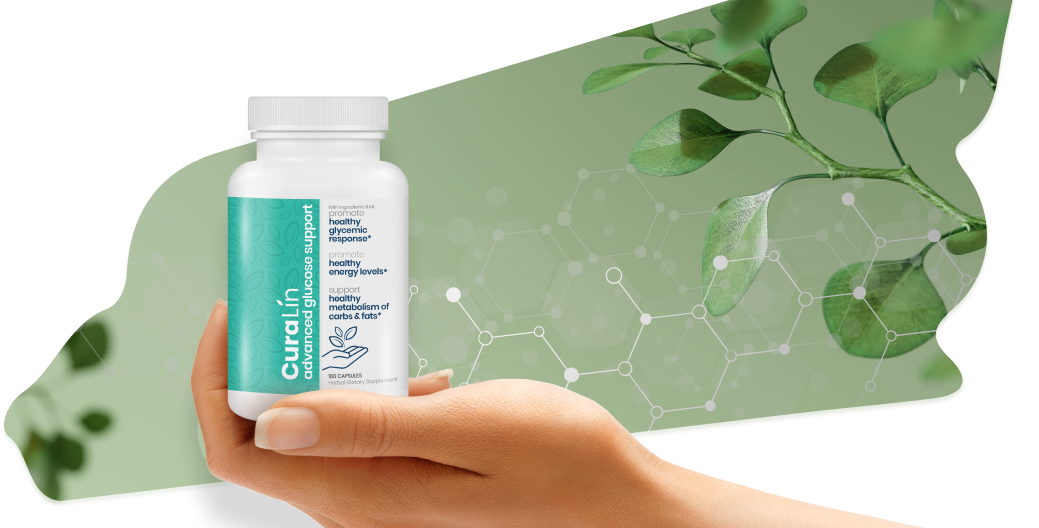 CuraLin
advanced glucose support
with ingredients that
promote
healthy
glycemic
response*
promote
healthy
energy levels*
support
healthy
metabolism of
carbs & fats*
180 CAPSULES
Herbal Dietary Supplement